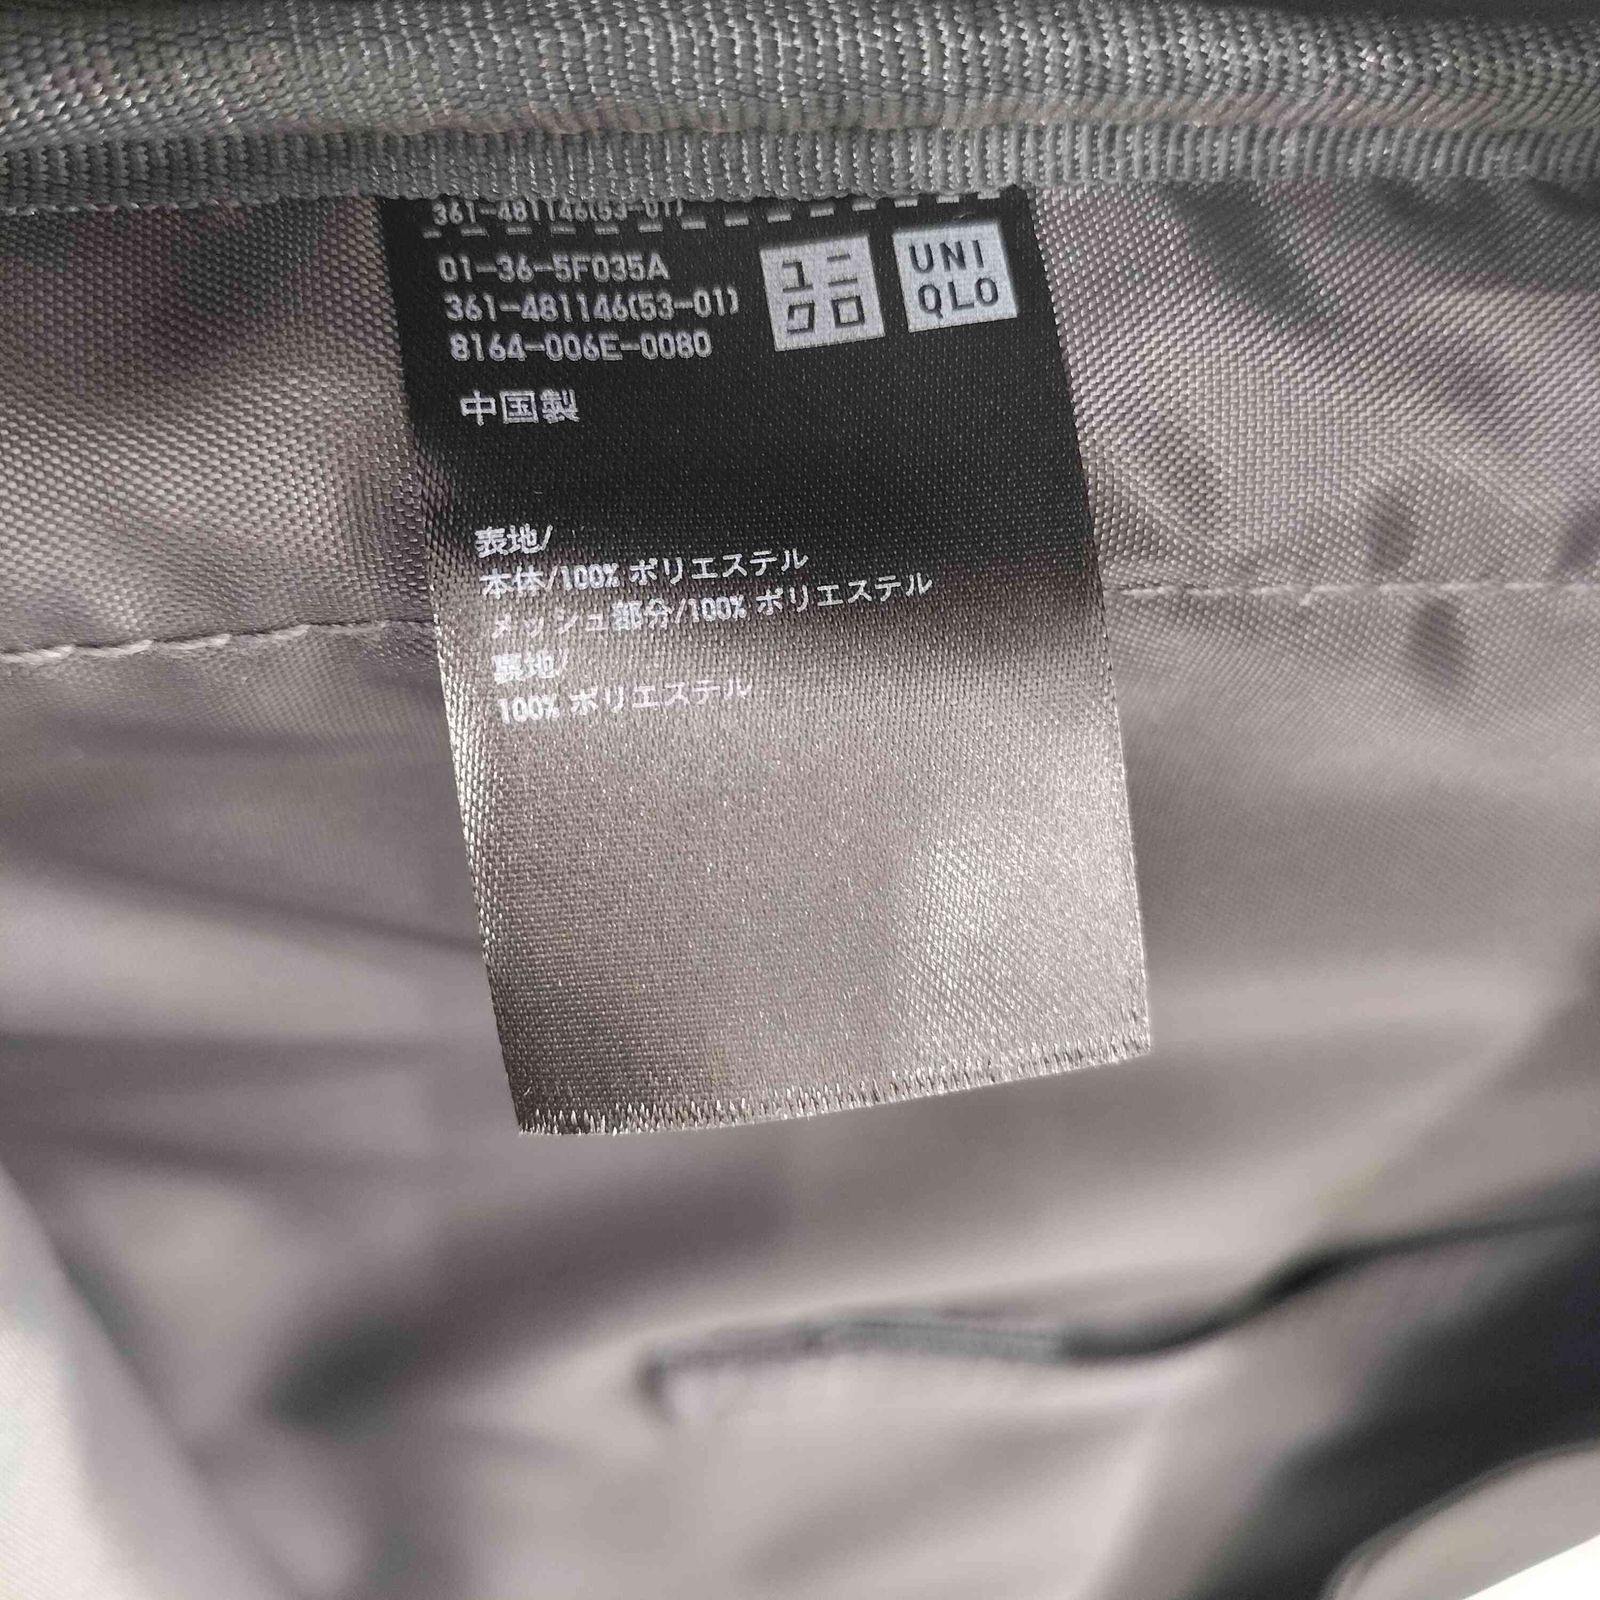 361-481146(53-01)
ユニ
クロ
UNI
QLO
01-36-5F035A
361-481146(53-01)
8164-006E-0080
中国製
表地/
本体/100% ポリエステル
メッシュ部分/100% ポリエステル
裏地/
100% ポリエステル